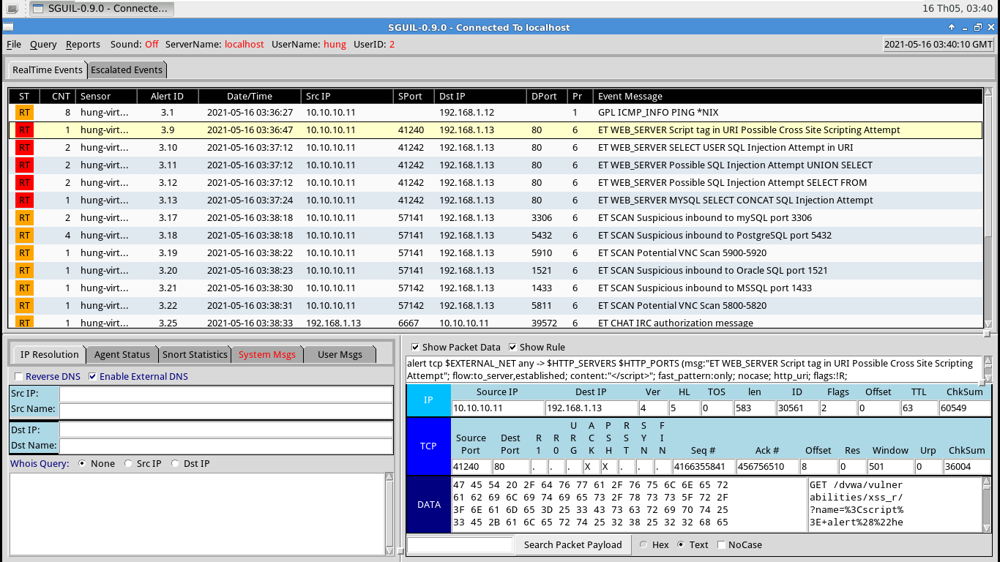 SGUIL-0.9.0 - Connecte...
16 Th05, 03:40
SGUIL-0.9.0 - Connected To localhost
File Query Reports Sound: Off ServerName: localhost UserName: hung UserID: 2
2021-05-16 03:40:10 GMT
RealTime Events Escalated Events
ST CNT Sensor Alert ID Date/Time Src IP SPort Dst IP DPort Pr Event Message
RT 8 hung-virt... 3.1 2021-05-16 03:36:27 10.10.10.11 192.168.1.12 1 GPL ICMP_INFO PING *NIX
RT 1 hung-virt... 3.9 2021-05-16 03:36:47 10.10.10.11 41240 192.168.1.13 80 6 ET WEB_SERVER Script tag in URI Possible Cross Site Scripting Attempt
RT 2 hung-virt... 3.10 2021-05-16 03:37:12 10.10.10.11 41242 192.168.1.13 80 6 ET WEB_SERVER SELECT USER SQL Injection Attempt in URI
RT 2 hung-virt... 3.11 2021-05-16 03:37:12 10.10.10.11 41242 192.168.1.13 80 6 ET WEB_SERVER Possible SQL Injection Attempt UNION SELECT
RT 2 hung-virt... 3.12 2021-05-16 03:37:12 10.10.10.11 41242 192.168.1.13 80 6 ET WEB_SERVER Possible SQL Injection Attempt SELECT FROM
RT 1 hung-virt... 3.13 2021-05-16 03:37:24 10.10.10.11 41242 192.168.1.13 80 6 ET WEB_SERVER MYSQL SELECT CONCAT SQL Injection Attempt
RT 2 hung-virt... 3.17 2021-05-16 03:38:18 10.10.10.11 57141 192.168.1.13 3306 6 ET SCAN Suspicious inbound to mySQL port 3306
RT 4 hung-virt... 3.18 2021-05-16 03:38:18 10.10.10.11 57141 192.168.1.13 5432 6 ET SCAN Suspicious inbound to PostgreSQL port 5432
RT 1 hung-virt... 3.19 2021-05-16 03:38:22 10.10.10.11 57141 192.168.1.13 5910 6 ET SCAN Potential VNC Scan 5900-5920
RT 1 hung-virt... 3.20 2021-05-16 03:38:23 10.10.10.11 57141 192.168.1.13 1521 6 ET SCAN Suspicious inbound to Oracle SQL port 1521
RT 1 hung-virt... 3.21 2021-05-16 03:38:30 10.10.10.11 57142 192.168.1.13 1433 6 ET SCAN Suspicious inbound to MSSQL port 1433
RT 1 hung-virt... 3.22 2021-05-16 03:38:31 10.10.10.11 57142 192.168.1.13 5811 6 ET SCAN Potential VNC Scan 5800-5820
RT 1 hung-virt... 3.25 2021-05-16 03:38:33 192.168.1.13 6667 10.10.10.11 39572 6 ET CHAT IRC authorization message
IP Resolution Agent Status Snort Statistics System Msgs User Msgs
Reverse DNS Enable External DNS
Src IP:
Src Name:
Dst IP:
Dst Name:
Whois Query: None Src IP Dst IP
Show Packet Data Show Rule
alert tcp $EXTERNAL_NET any -> $HTTP_SERVERS $HTTP_PORTS (msg:"ET WEB_SERVER Script tag in URI Possible Cross Site Scripting
Attempt"; flow:to_server,established; content:"</script>"; fast_pattern:only; nocase; http_uri; flags:!R;
IP
Source IP Dest IP Ver HL TOS len ID Flags Offset TTL ChkSum
10.10.10.11 192.168.1.13 4 5 0 583 30561 2 0 63 60549
TCP
U A P R S F
Source Dest R R R C S S Y I
Port Port 1 0 G K H T N N Seq # Ack # Offset Res Window Urp ChkSum
41240 80 . . . X X . . . 4166355841 456756510 8 0 501 0 36004
DATA
47 45 54 20 2F 64 76 77 61 2F 76 75 6C 6E 65 72 GET /dvwa/vulner
61 62 69 6C 69 74 69 65 73 2F 78 73 73 5F 72 2F abilities/xss_r/
3F 6E 61 6D 65 3D 25 33 43 73 63 72 69 70 74 25 ?name=%3Cscript%
33 45 2B 61 6C 65 72 74 25 32 38 25 32 32 68 65 3E+alert%28%22he
Search Packet Payload Hex Text NoCase